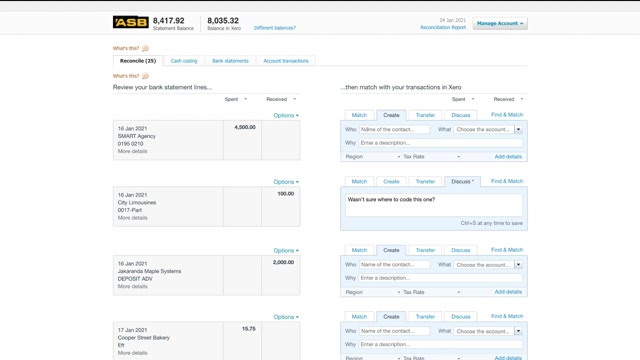 ASB
8,417.92
Statement Balance
8,035.32
Balance in Xero
Different balances?
24 Jan 2021
Reconciliation Report
Manage Account
What's this?
Reconcile (25)
Cash coding
Bank statements
Account transactions
What's this?
Review your bank statement lines...
...then match with your transactions in Xero
Spent
Received
Spent
Received
Options
Match
Create
Transfer
Discuss
Find & Match
16 Jan 2021
SMART Agency
0195 0210
More details
4,500.00
Who
Name of the contact...
What
Choose the account...
Why
Enter a description...
Region
Tax Rate
Add details
Options
Match
Create
Transfer
Discuss *
Find & Match
16 Jan 2021
City Limousines
0017-Part
More details
100.00
Wasn't sure where to code this one?
Ctrl+S at any time to save
Options
Match
Create
Transfer
Discuss
Find & Match
16 Jan 2021
Jakaranda Maple Systems
DEPOSIT ADV
More details
2,000.00
Who
Name of the contact...
What
Choose the account...
Why
Enter a description...
Region
Tax Rate
Add details
Options
Match
Create
Transfer
Discuss
Find & Match
17 Jan 2021
Cooper Street Bakery
Eft
More details
15.75
Who
Name of the contact...
What
Choose the account...
Why
Enter a description...
Region
Tax Rate
Add details